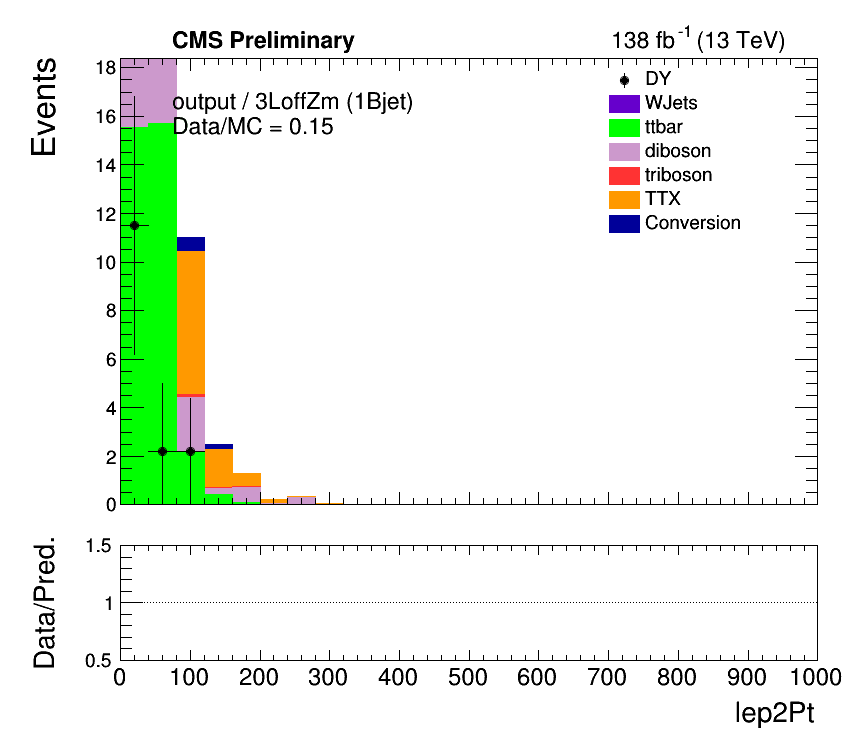 CMS Preliminary
138 fb-1 (13 TeV)
Events
output / 3LoffZm (1Bjet)
Data/MC = 0.15
DY
WJets
ttbar
diboson
triboson
TTX
Conversion
18
16
14
12
10
8
6
4
2
0
Data/Pred.
1.5
1
0.5
0 100 200 300 400 500 600 700 800 900 1000
lep2Pt